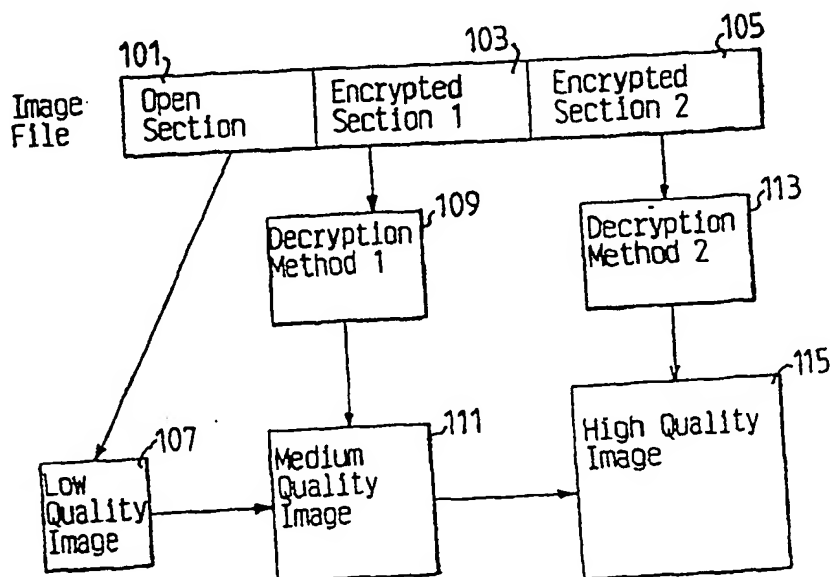 101
103
105
Image
File
Open
Section
Encrypted
Section 1
Encrypted
Section 2
109
Decryption
Method 1
113
Decryption
Method 2
107
Low
Quality
Image
111
Medium
Quality
Image
115
High Quality
Image